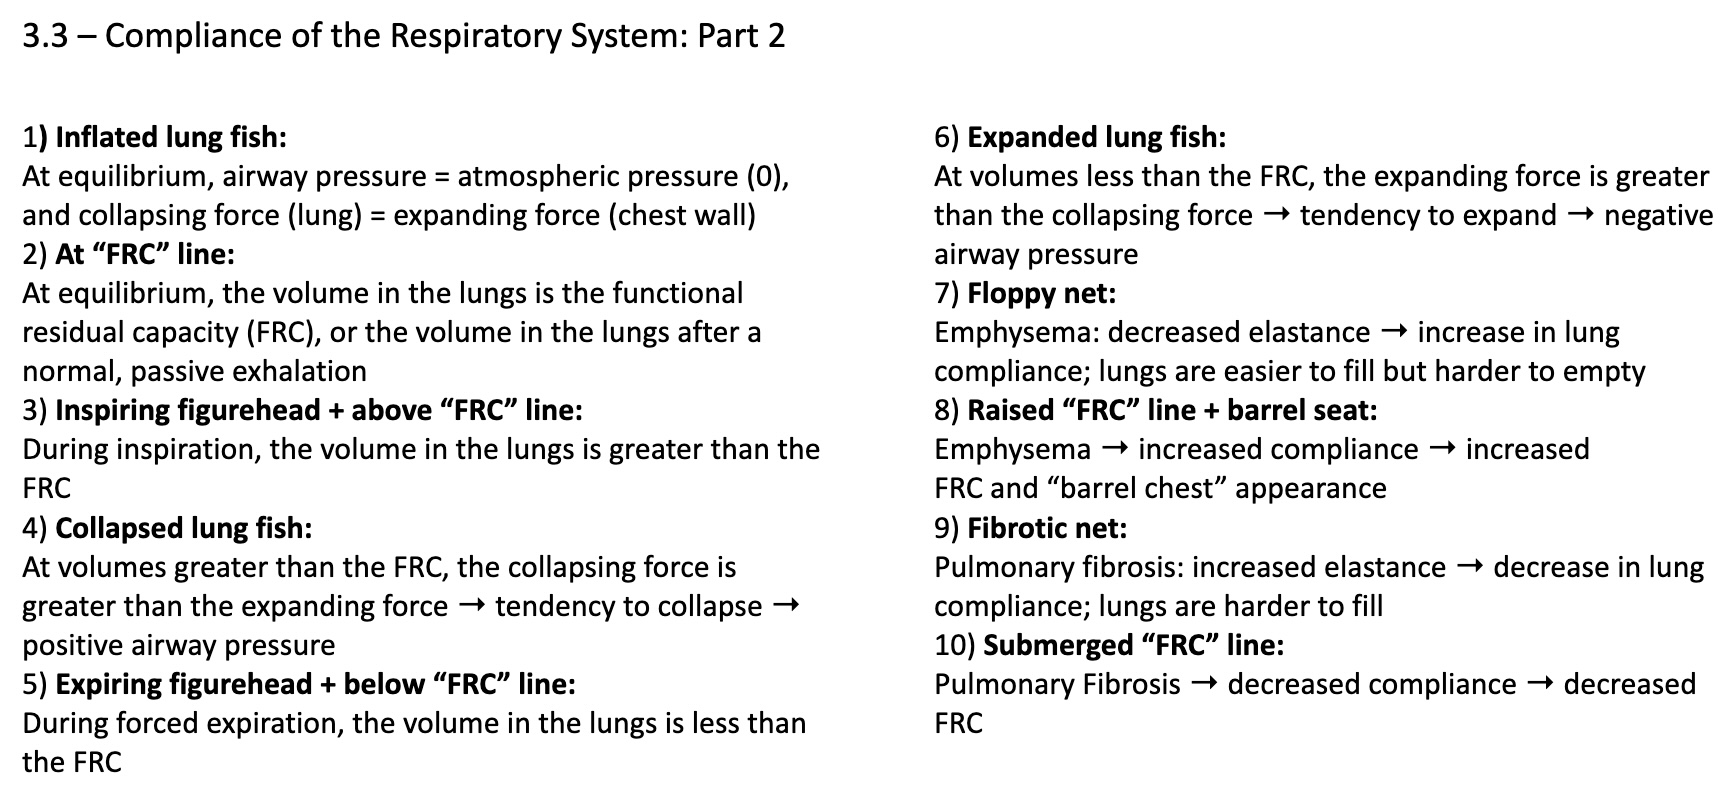 3.3 – Compliance of the Respiratory System: Part 2
1) Inflated lung fish:
At equilibrium, airway pressure = atmospheric pressure (0),
and collapsing force (lung) = expanding force (chest wall)
2) At “FRC” line:
At equilibrium, the volume in the lungs is the functional
residual capacity (FRC), or the volume in the lungs after a
normal, passive exhalation
3) Inspiring figurehead + above “FRC” line:
During inspiration, the volume in the lungs is greater than the
FRC
4) Collapsed lung fish:
At volumes greater than the FRC, the collapsing force is
greater than the expanding force → tendency to collapse →
positive airway pressure
5) Expiring figurehead + below “FRC” line:
During forced expiration, the volume in the lungs is less than
the FRC
6) Expanded lung fish:
At volumes less than the FRC, the expanding force is greater
than the collapsing force → tendency to expand → negative
airway pressure
7) Floppy net:
Emphysema: decreased elastance → increase in lung
compliance; lungs are easier to fill but harder to empty
8) Raised “FRC” line + barrel seat:
Emphysema → increased compliance → increased
FRC and “barrel chest” appearance
9) Fibrotic net:
Pulmonary fibrosis: increased elastance → decrease in lung
compliance; lungs are harder to fill
10) Submerged “FRC” line:
Pulmonary Fibrosis → decreased compliance → decreased
FRC